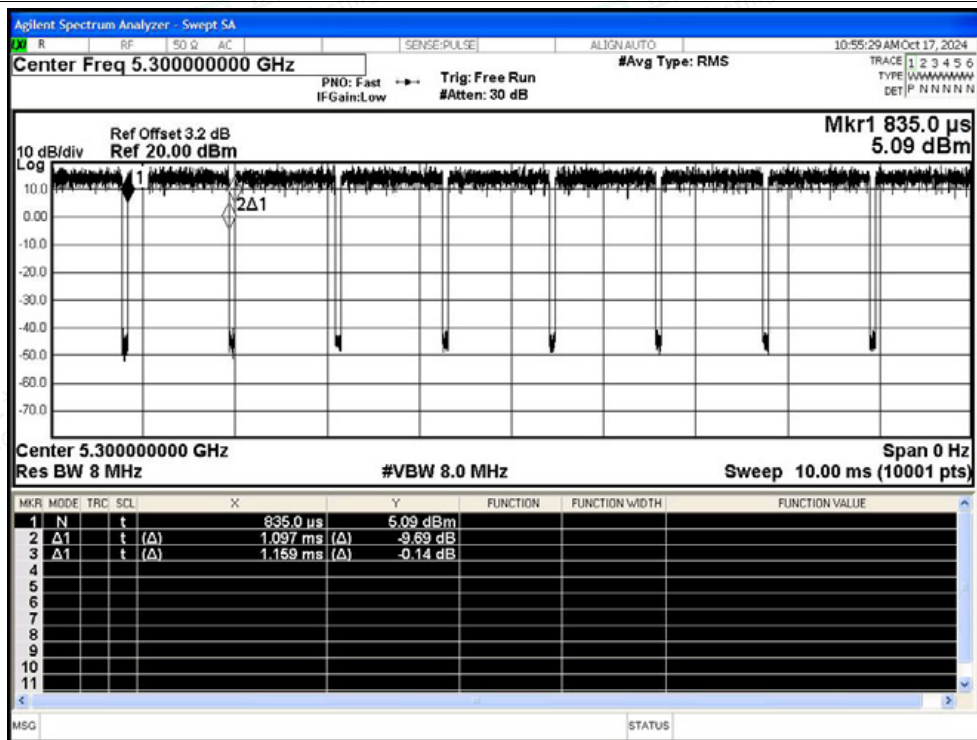 Agilent Spectrum Analyzer - Swept SA
LXI R RF 50 Ω AC SENSE:PULSE ALIGNAUTO 10:55:29 AM Oct 17, 2024
Center Freq 5.300000000 GHz #Avg Type: RMS TRACE 1 2 3 4 5 6
PNO: Fast Trig: Free Run TYPE WWWWWW
IFGain:Low #Atten: 30 dB DET P N N N N N
Mkr1 835.0 µs
5.09 dBm
Ref Offset 3.2 dB
10 dB/div Ref 20.00 dBm
Log
1
10.0
2Δ1
0.00
-10.0
-20.0
-30.0
-40.0
-50.0
-60.0
-70.0
Center 5.300000000 GHz Span 0 Hz
Res BW 8 MHz #VBW 8.0 MHz Sweep 10.00 ms (10001 pts)
MKR MODE TRC SCL X Y FUNCTION FUNCTION WIDTH FUNCTION VALUE
1 N t 835.0 µs 5.09 dBm
2 Δ1 t (Δ) 1.097 ms (Δ) -9.69 dB
3 Δ1 t (Δ) 1.159 ms (Δ) -0.14 dB
4
5
6
7
8
9
10
11
MSG STATUS